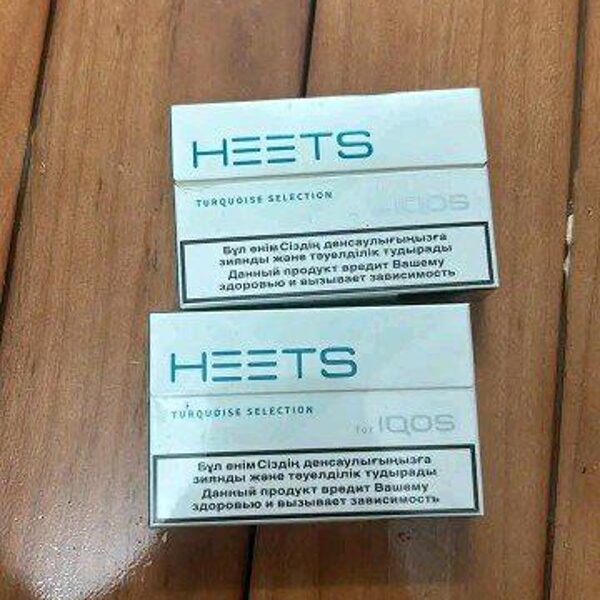 HEETS
TURQUOISE SELECTION
IQOS
Бұл өнім Сіздің денсаулығыңызға
зиянды және тәуелділік тудырады
Данный продукт вредит Вашему
здоровью и вызывает зависимость
HEETS
TURQUOISE SELECTION
for IQOS
Бұл өнім Сіздің денсаулығыңызға
зиянды және тәуелділік тудырады
Данный продукт вредит Вашему
здоровью и вызывает зависимость